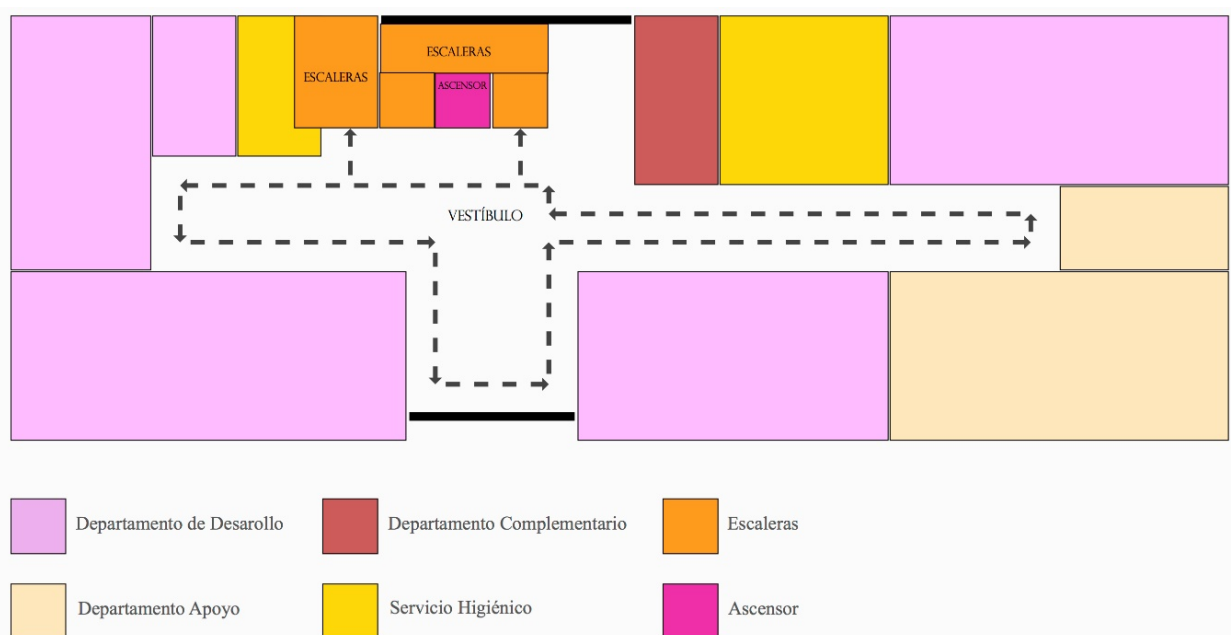 ESCALERAS
ESCALERAS
ASCENSOR
VESTÍBULO
Departamento de Desarollo
Departamento Complementario
Escaleras
Departamento Apoyo
Servicio Higiénico
Ascensor